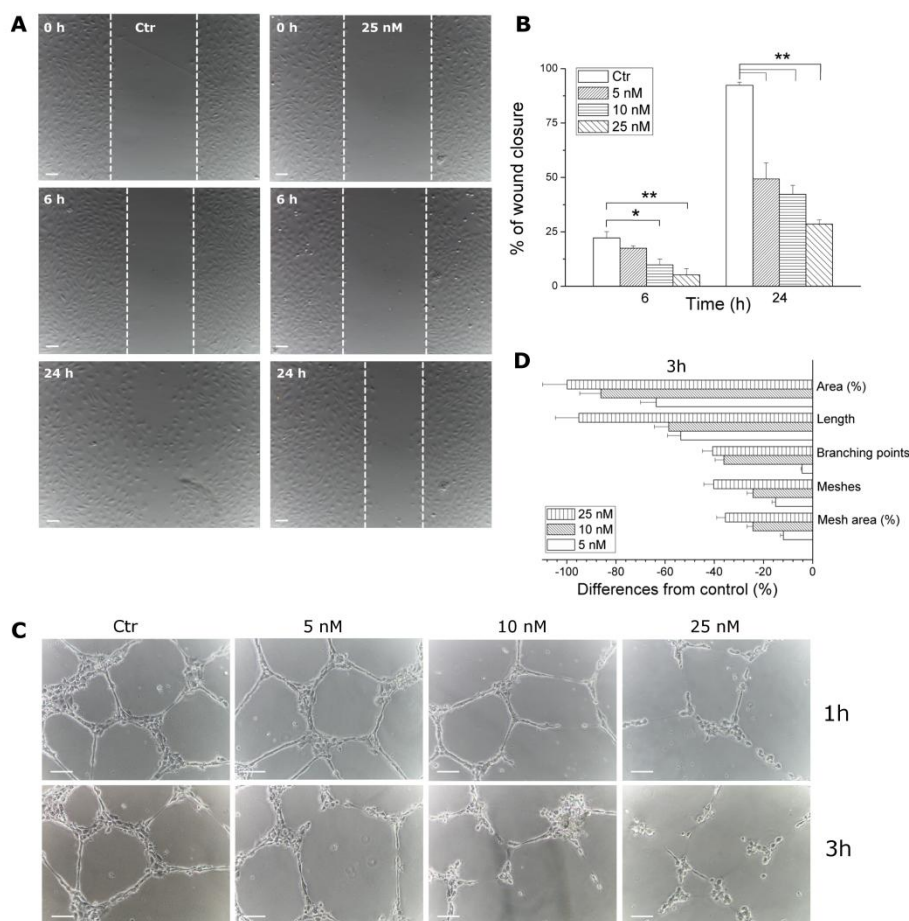 A
0 h
Ctr
0 h
25 nM
6 h
6 h
24 h
24 h
B
% of wound closure
100
75
50
25
0
Ctr
5 nM
10 nM
25 nM
**
*
**
6
24
Time (h)
D
3h
Area (%)
Length
Branching points
Meshes
Mesh area (%)
25 nM
10 nM
5 nM
-100 -80 -60 -40 -20 0
Differences from control (%)
C
Ctr 5 nM 10 nM 25 nM
1h
3h